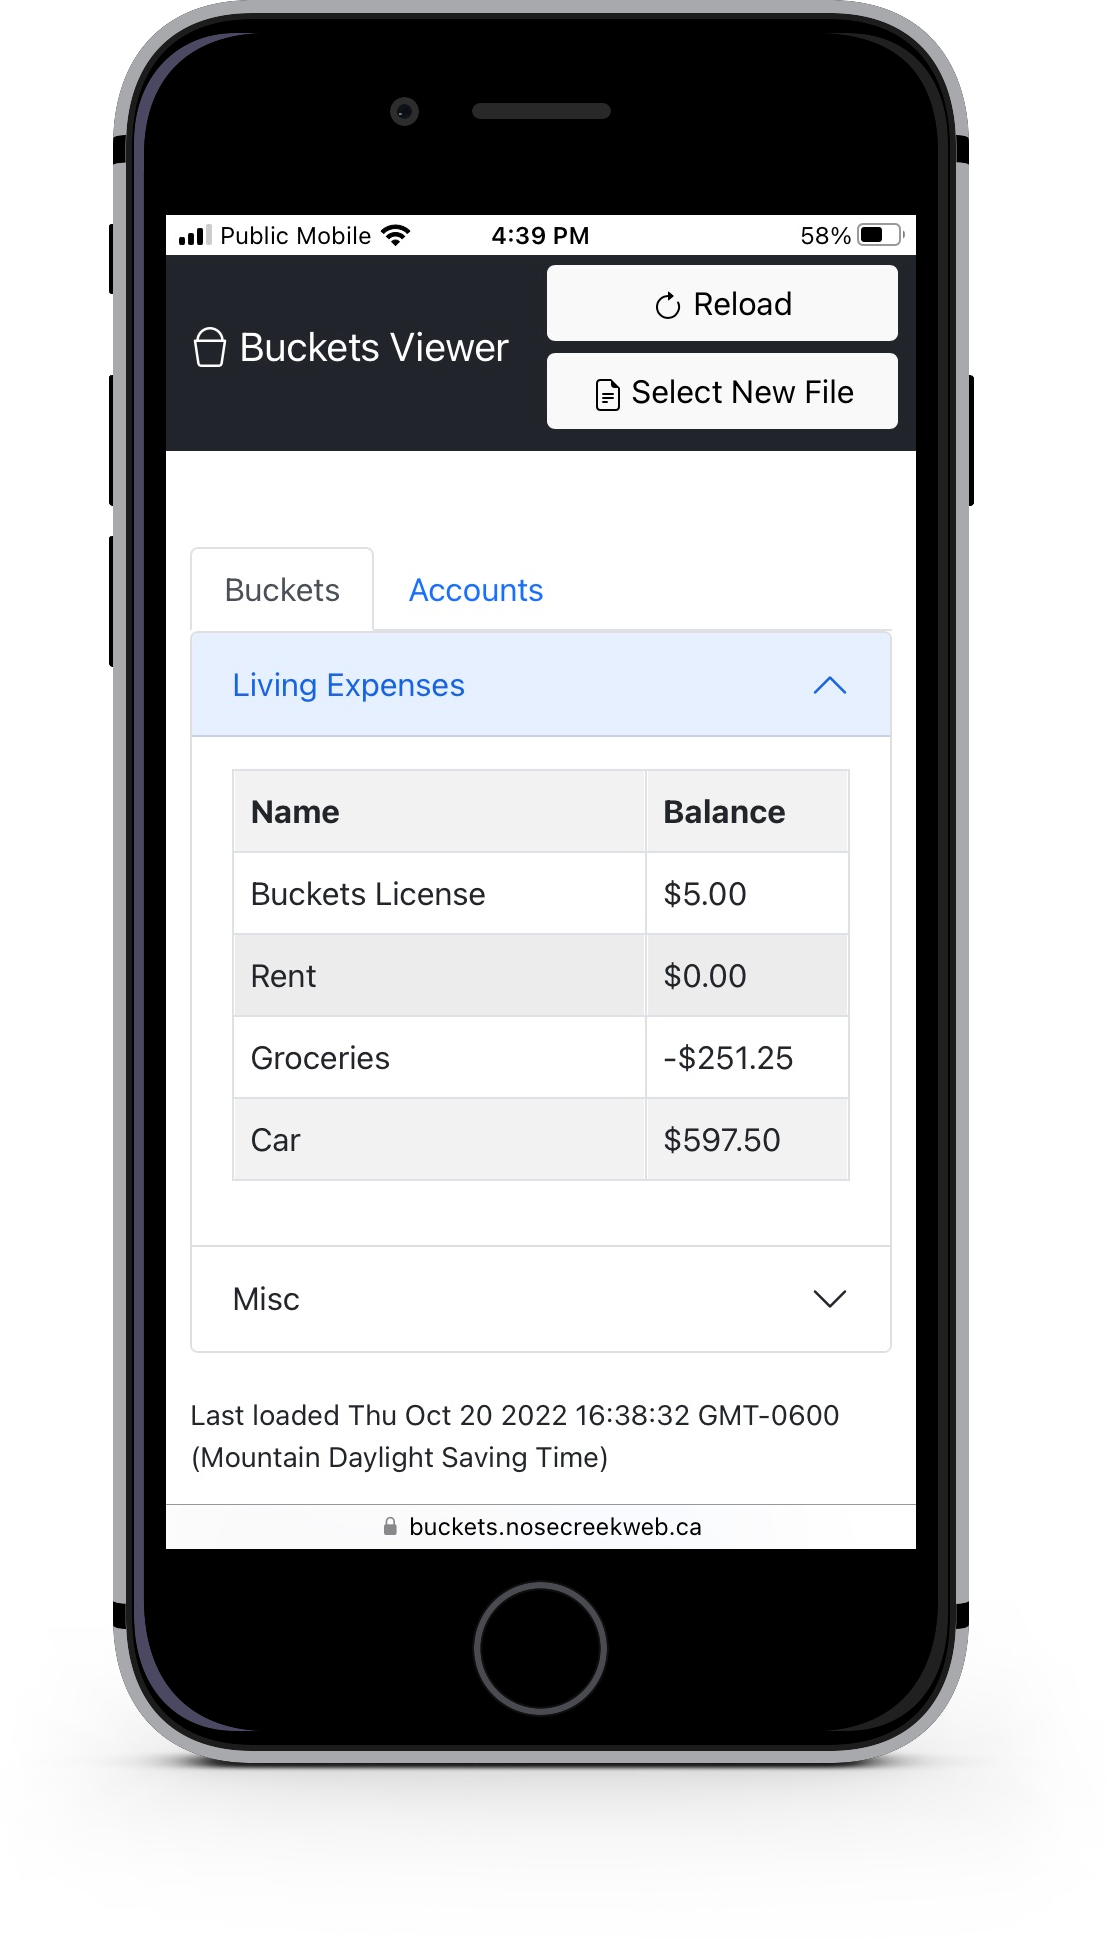 Public Mobile 4:39 PM 58%
Buckets Viewer
Reload
Select New File
Buckets Accounts
Living Expenses
Name Balance
Buckets License $5.00
Rent $0.00
Groceries -$251.25
Car $597.50
Misc
Last loaded Thu Oct 20 2022 16:38:32 GMT-0600
(Mountain Daylight Saving Time)
buckets.nosecreekweb.ca